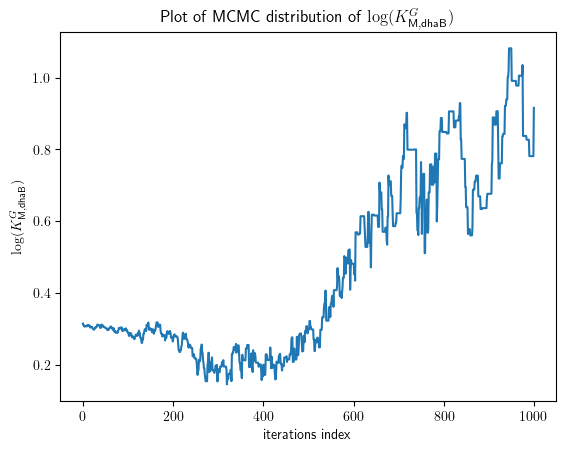 Plot of MCMC distribution of log(K^G_M,dhaB)
log(K^G_M,dhaB)
1.0
0.8
0.6
0.4
0.2
0 200 400 600 800 1000
iterations index